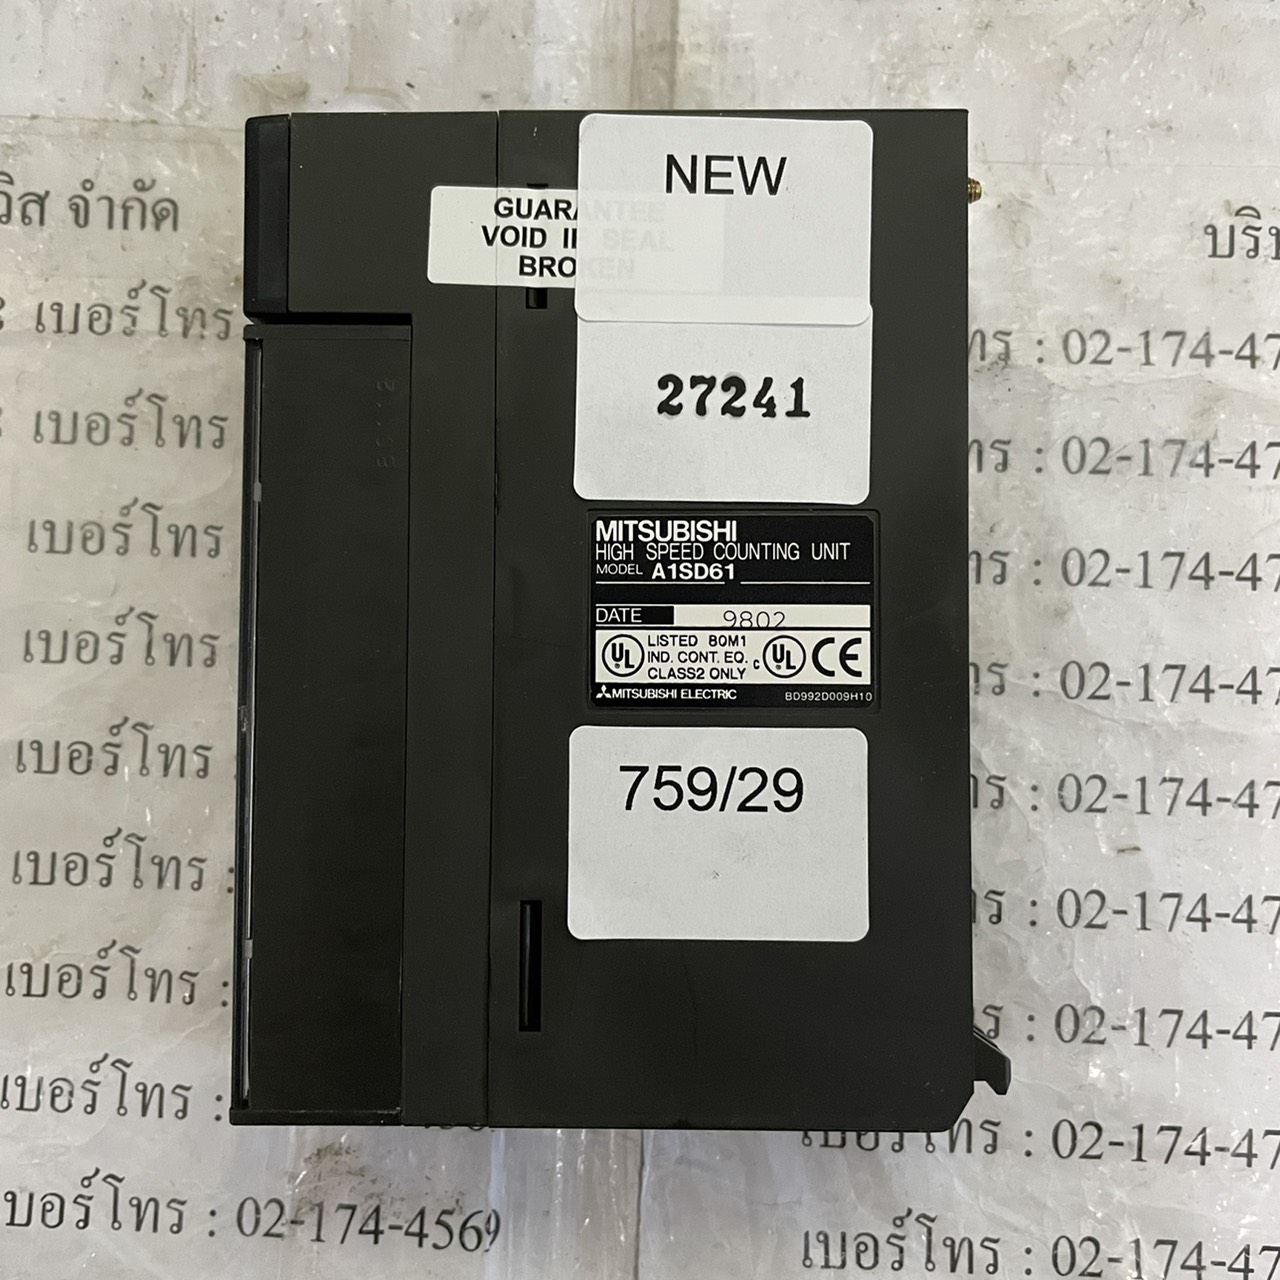 NEW
GUARANTEE
VOID IF SEAL
BROKEN
27241
MITSUBISHI
HIGH SPEED COUNTING UNIT
MODEL A1SD61
DATE 9802
UL LISTED 80M1 c UL CE
IND. CONT. EQ.
CLASS2 ONLY
MITSUBISHI ELECTRIC BD992D009H10
759/29
จำกัด
เบอร์โทร
เบอร์โทร
เบอร์โทร
เบอร์โทร
เบอร์โทร
เบอร์โทร :
เบอร์โทร :
เบอร์โทร :
เบอร์โทร : 02-174-4569
: 02-174-47
: 02-174-47
: 02-174-47
: 02-174-47
: 02-174-47
: 02-174-47
: 02-174-47
เบอร์โทร : 02-174-47
เบอร์โทร : 02-174-47